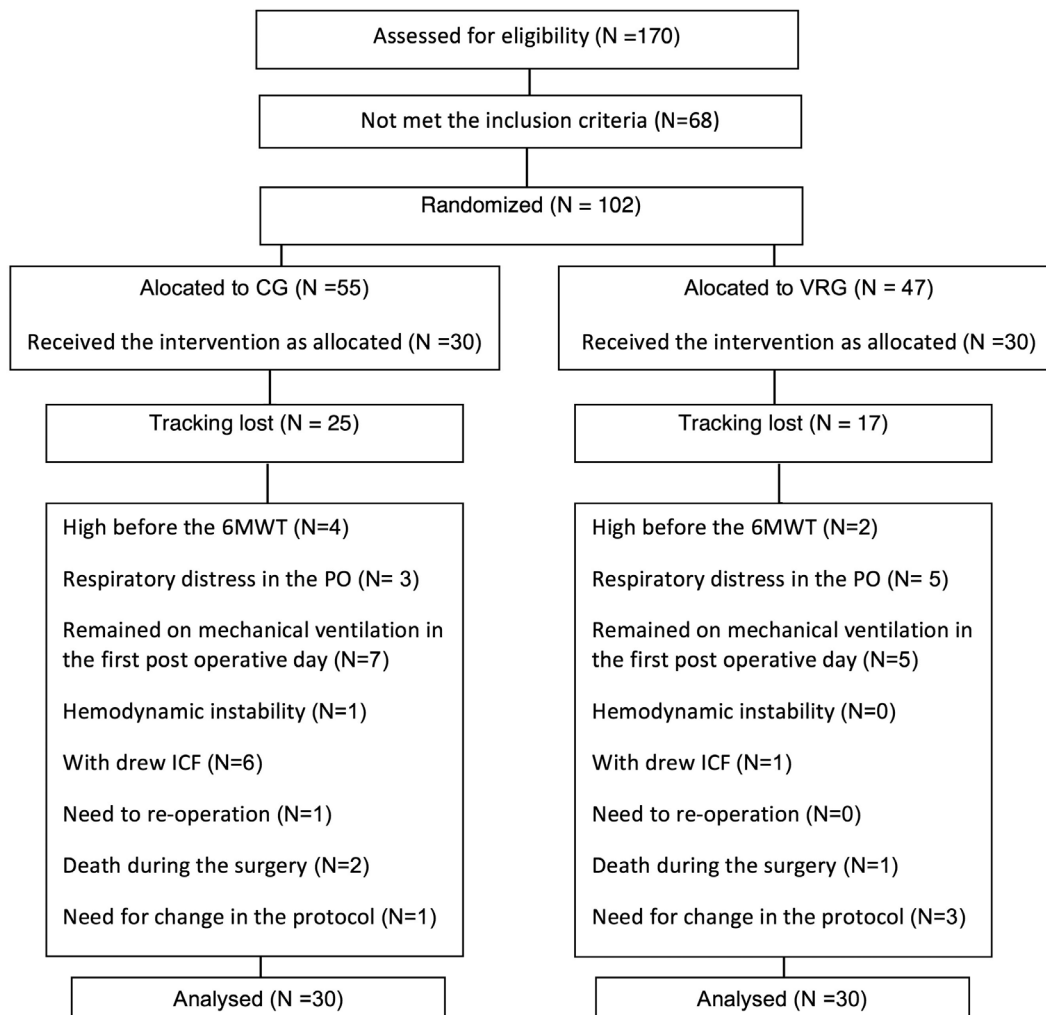 Assessed for eligibility (N =170)
Not met the inclusion criteria (N=68)
Randomized (N = 102)
Alocated to CG (N =55)
Received the intervention as allocated (N =30)
Alocated to VRG (N = 47)
Received the intervention as allocated (N =30)
Tracking lost (N = 25)
Tracking lost (N = 17)
High before the 6MWT (N=4)
Respiratory distress in the PO (N= 3)
Remained on mechanical ventilation in
the first post operative day (N=7)
Hemodynamic instability (N=1)
With drew ICF (N=6)
Need to re-operation (N=1)
Death during the surgery (N=2)
Need for change in the protocol (N=1)
High before the 6MWT (N=2)
Respiratory distress in the PO (N= 5)
Remained on mechanical ventilation in
the first post operative day (N=5)
Hemodynamic instability (N=0)
With drew ICF (N=1)
Need to re-operation (N=0)
Death during the surgery (N=1)
Need for change in the protocol (N=3)
Analysed (N =30)
Analysed (N =30)